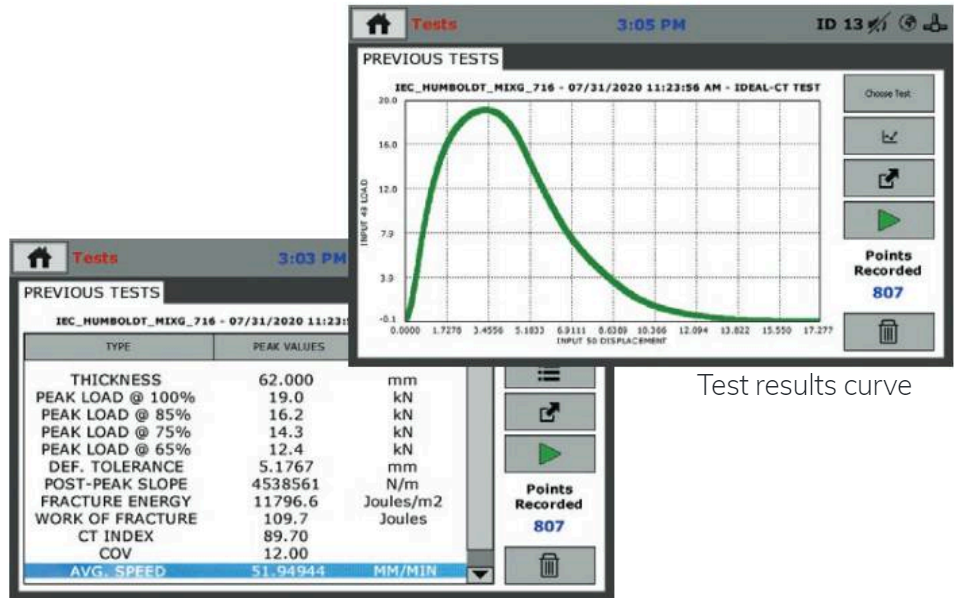 Tests 3:05 PM ID 13
PREVIOUS TESTS
IEC_HUMBOLDT_MIXG_716 - 07/31/2020 11:23:56 AM - IDEAL-CT TEST
20.0
16.0
12.0
7.9
3.9
-0.1
INPUT 49 LOAD
0.0000 1.7278 3.4556 5.1833 6.9111 8.6389 10.366 12.094 13.822 15.550 17.277
INPUT 50 DISPLACEMENT
Choose Test
Points
Recorded
807
Test results curve
Tests 3:03 PM
PREVIOUS TESTS
IEC_HUMBOLDT_MIXG_716 - 07/31/2020 11:23:
TYPE PEAK VALUES
THICKNESS 62.000 mm
PEAK LOAD @ 100% 19.0 kN
PEAK LOAD @ 85% 16.2 kN
PEAK LOAD @ 75% 14.3 kN
PEAK LOAD @ 65% 12.4 kN
DEF. TOLERANCE 5.1767 mm
POST-PEAK SLOPE 4538561 N/m
FRACTURE ENERGY 11796.6 Joules/m2
WORK OF FRACTURE 109.7 Joules
CT INDEX 89.70
COV 12.00
AVG. SPEED 51.94944 MM/MIN
Points
Recorded
807